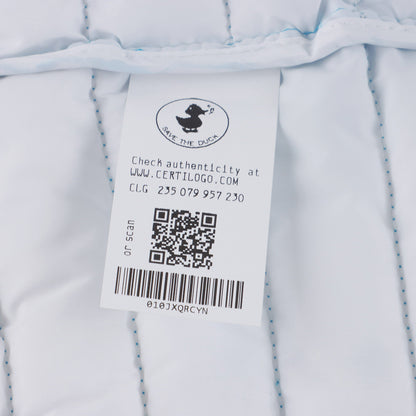 SAVE THE DUCK
Check authenticity at
WWW.CERTILOGO.COM
CLG 235 079 957 230
or scan
010JXQRCYN